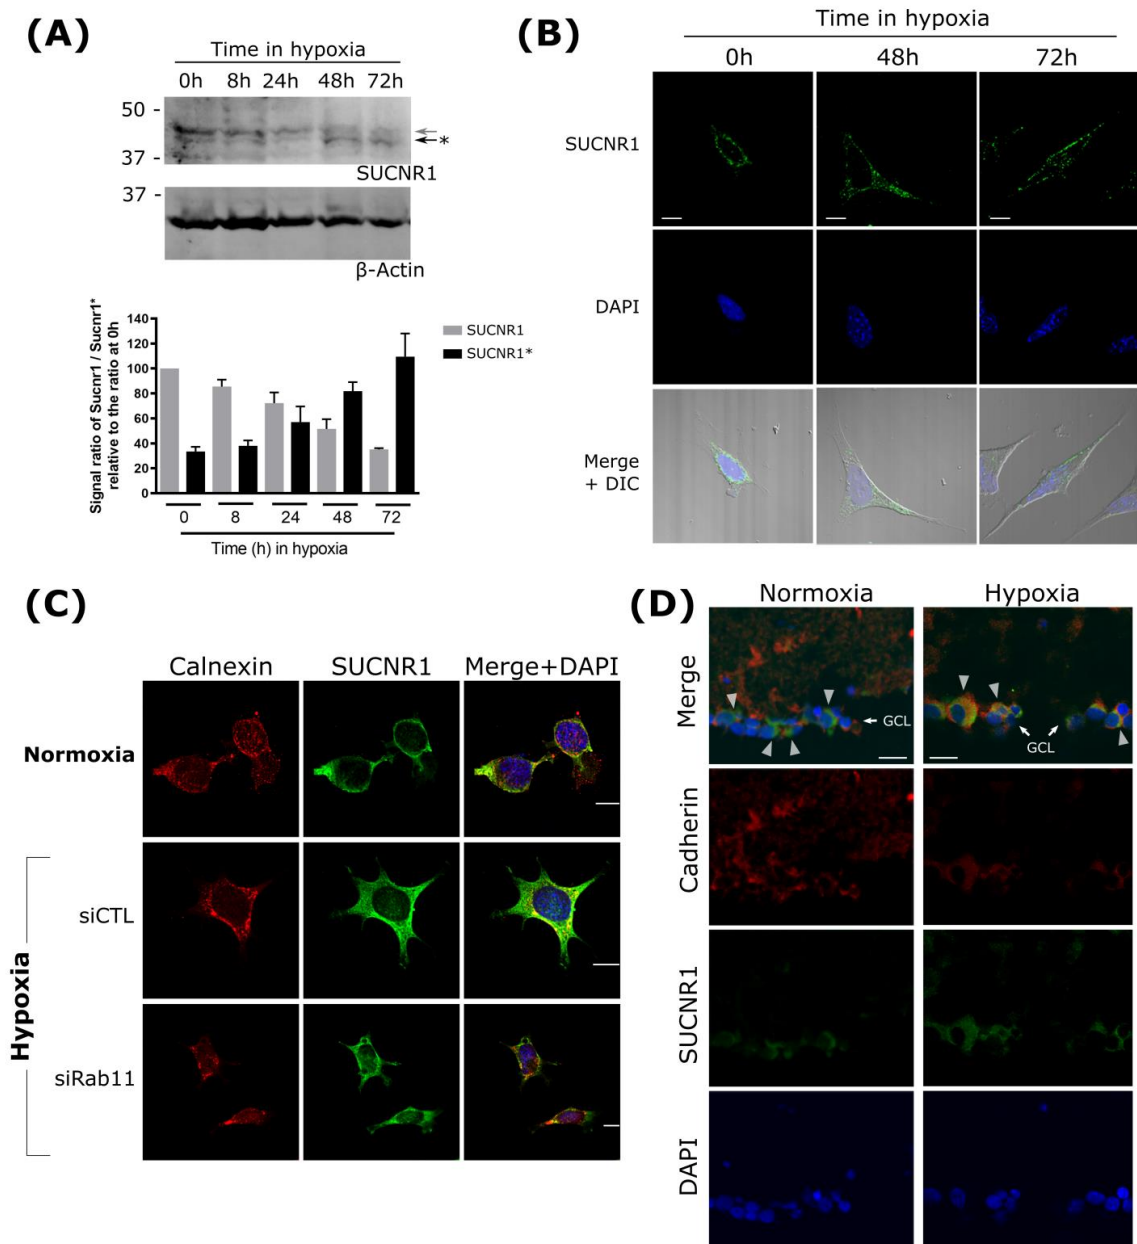 (A)
Time in hypoxia
0h 8h 24h 48h 72h
50 -
*
37 -
SUCNR1
37 -
β-Actin
Signal ratio of Sucnr1 / Sucnr1*
relative to the ratio at 0h
140
120
100
80
60
40
20
0
SUCNR1
SUCNR1*
0 8 24 48 72
Time (h) in hypoxia
(B)
Time in hypoxia
0h 48h 72h
SUCNR1
DAPI
Merge
+ DIC
(C)
Calnexin SUCNR1 Merge+DAPI
Normoxia
Hypoxia
siCTL
siRab11
(D)
Normoxia Hypoxia
Merge
GCL
GCL
Cadherin
SUCNR1
DAPI